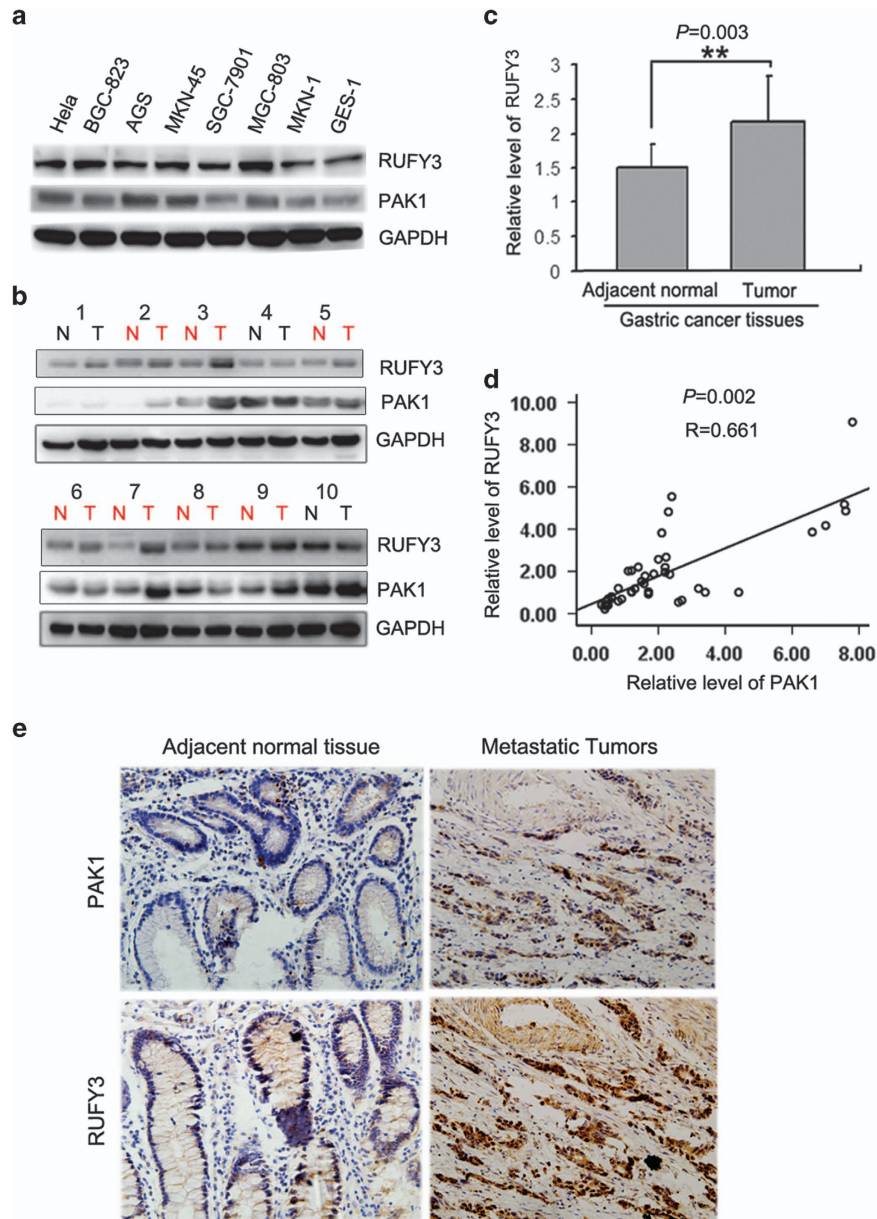 a
Hela BGC-823 AGS MKN-45 SGC-7901 MGC-803 MKN-1 GES-1
RUFY3
PAK1
GAPDH
b
1 2 3 4 5
N T N T N T N T N T
RUFY3
PAK1
GAPDH
6 7 8 9 10
N T N T N T N T N T
RUFY3
PAK1
GAPDH
c
P=0.003
**
Relative level of RUFY3
3
2.5
2
1.5
1
0.5
0
Adjacent normal Tumor
Gastric cancer tissues
d
P=0.002
R=0.661
Relative level of RUFY3
10.00
8.00
6.00
4.00
2.00
0.00
0.00 2.00 4.00 6.00 8.00
Relative level of PAK1
e
Adjacent normal tissue Metastatic Tumors
PAK1
RUFY3